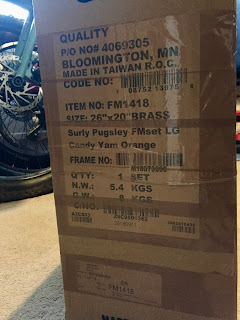 QUALITY
P/O NO# 4069305
BLOOMINGTON, MN.
MADE IN TAIWAN R.O.C.
CODE NO:
ITEM NO: FM1418
SIZE: 26"x20" BRASS
Surly Pugsley FMset LG
Candy Yam Orange
FRAME NO:
QTY: 1 SET
N.W.: 5.4 KGS
G.W.: 8 KGS
C/NO.
FM1418